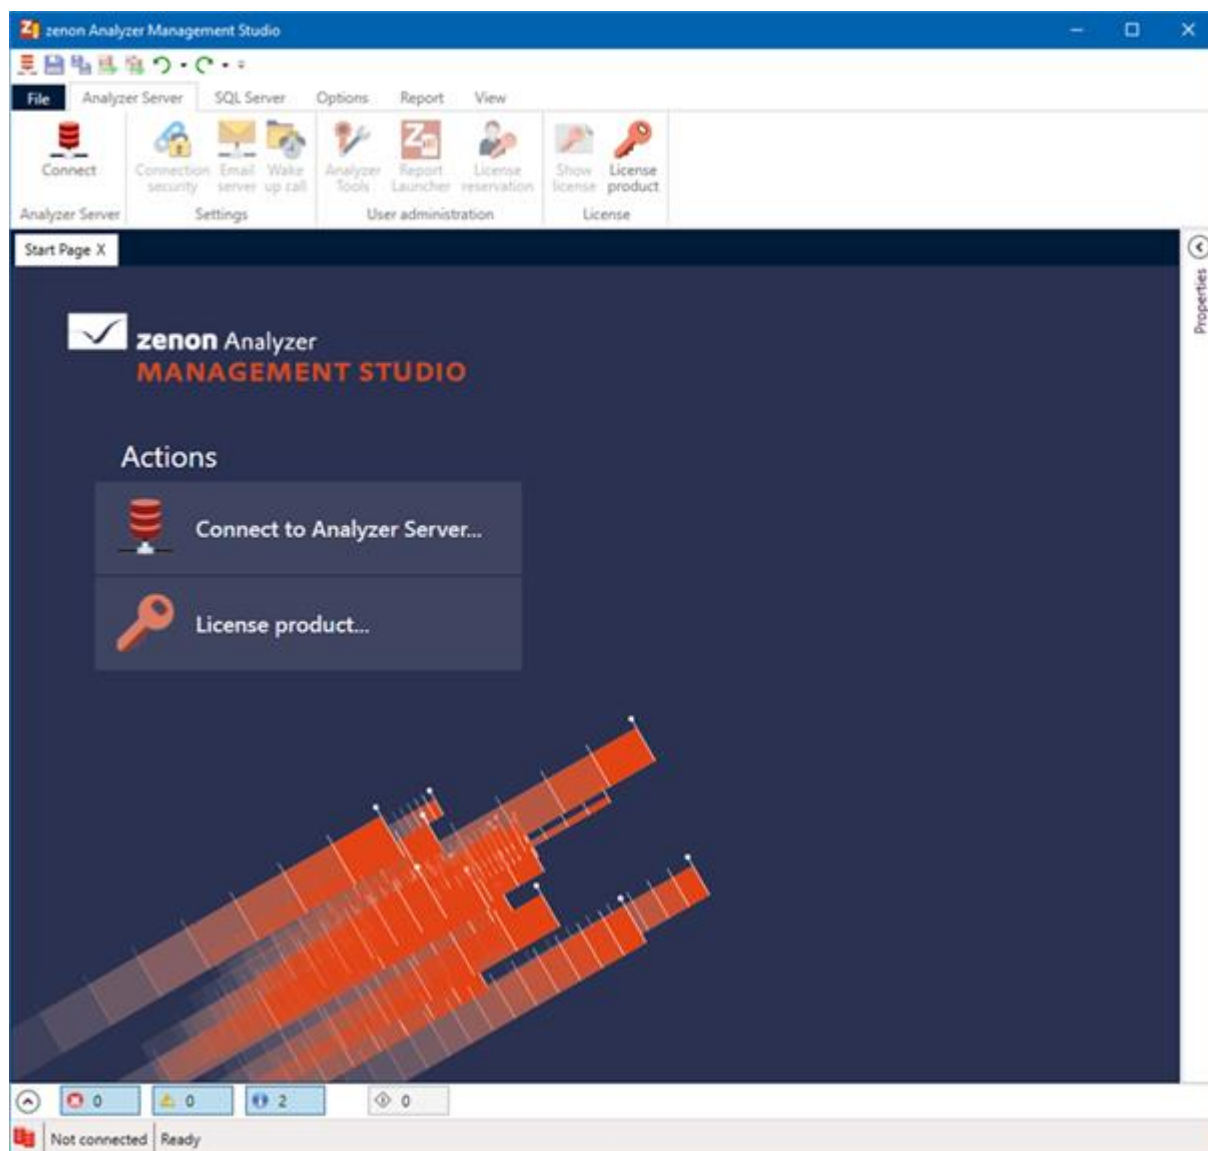 zenon Analyzer Management Studio
File Analyzer Server SQL Server Options Report View
Connect Connection security Email server Wake up call Analyzer Tools Report Launcher License reservation Show license License product
Analyzer Server Settings User administration License
Start Page X
Properties
zenon Analyzer
MANAGEMENT STUDIO
Actions
Connect to Analyzer Server...
License product...
0 0 2 0
Not connected Ready